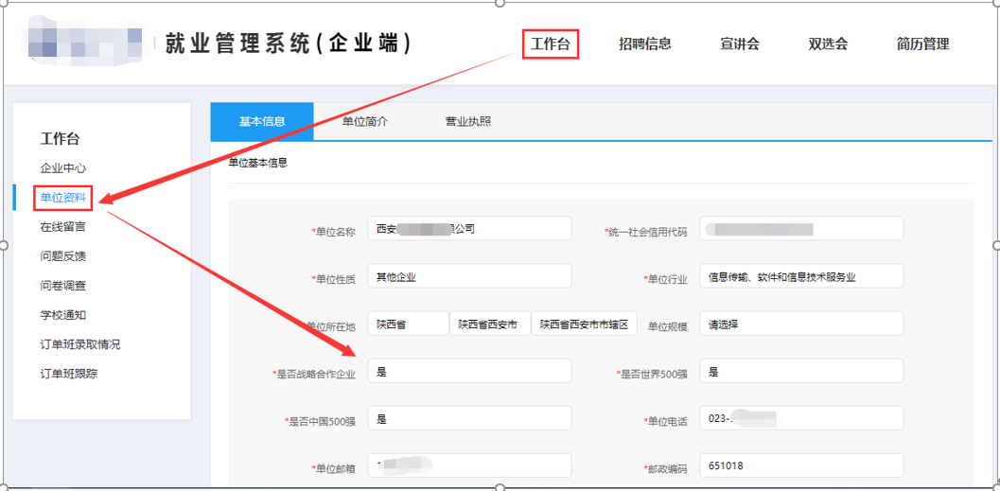 就业管理系统(企业端)
工作台 招聘信息 宣讲会 双选会 简历管理
工作台
企业中心
单位资料
在线留言
问题反馈
问卷调查
学校通知
订单班录取情况
订单班跟踪
基本信息 单位简介 营业执照
单位基本信息
*单位名称 西安 限公司 *统一社会信用代码
*单位性质 其他企业 *单位行业 信息传输、软件和信息技术服务业
单位所在地 陕西省 陕西省西安市 陕西省西安市市辖区 单位规模 请选择
*是否战略合作企业 是 *是否世界500强 是
*是否中国500强 是 *单位电话 023-
*单位邮箱 *邮政编码 651018